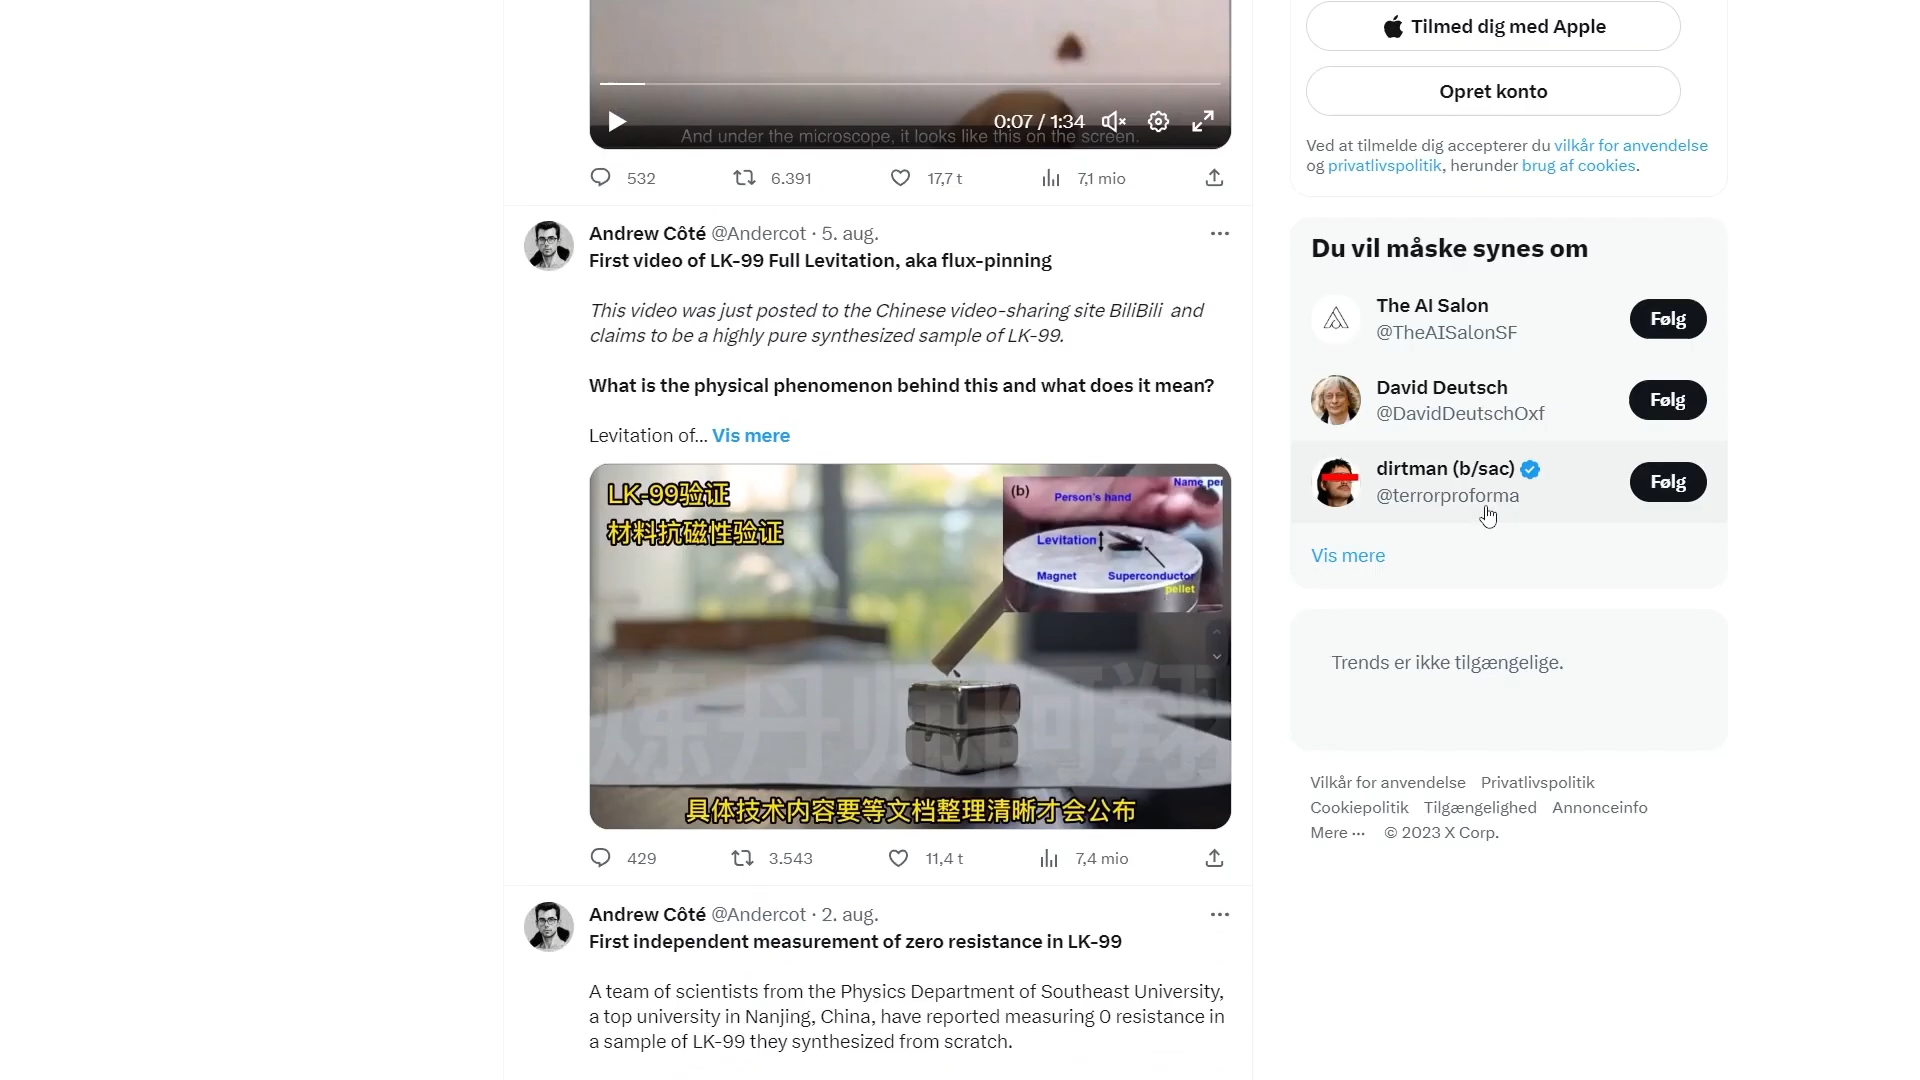 And under the microscope, it looks like this on the screen.
0:07 / 1:34
532 6.391 17,7 t 7,1 mio
Andrew Côté @Andercot · 5. aug.
First video of LK-99 Full Levitation, aka flux-pinning
This video was just posted to the Chinese video-sharing site BiliBili and
claims to be a highly pure synthesized sample of LK-99.
What is the physical phenomenon behind this and what does it mean?
Levitation of... Vis mere
LK-99验证
材料抗磁性验证
(b)
Person's hand
Name per
Levitation
Magnet
Superconductor
pellet
炼丹师阿翔
具体技术内容要等文档整理清晰才会公布
429 3.543 11,4 t 7,4 mio
Andrew Côté @Andercot · 2. aug.
First independent measurement of zero resistance in LK-99
A team of scientists from the Physics Department of Southeast University,
a top university in Nanjing, China, have reported measuring 0 resistance in
a sample of LK-99 they synthesized from scratch.
Tilmed dig med Apple
Opret konto
Ved at tilmelde dig accepterer du vilkår for anvendelse
og privatlivspolitik, herunder brug af cookies.
Du vil måske synes om
The AI Salon
@TheAISalonSF
Følg
David Deutsch
@DavidDeutschOxf
Følg
dirtman (b/sac)
@terrorproforma
Følg
Vis mere
Trends er ikke tilgængelige.
Vilkår for anvendelse Privatlivspolitik
Cookiepolitik Tilgængelighed Annonceinfo
Mere ··· © 2023 X Corp.